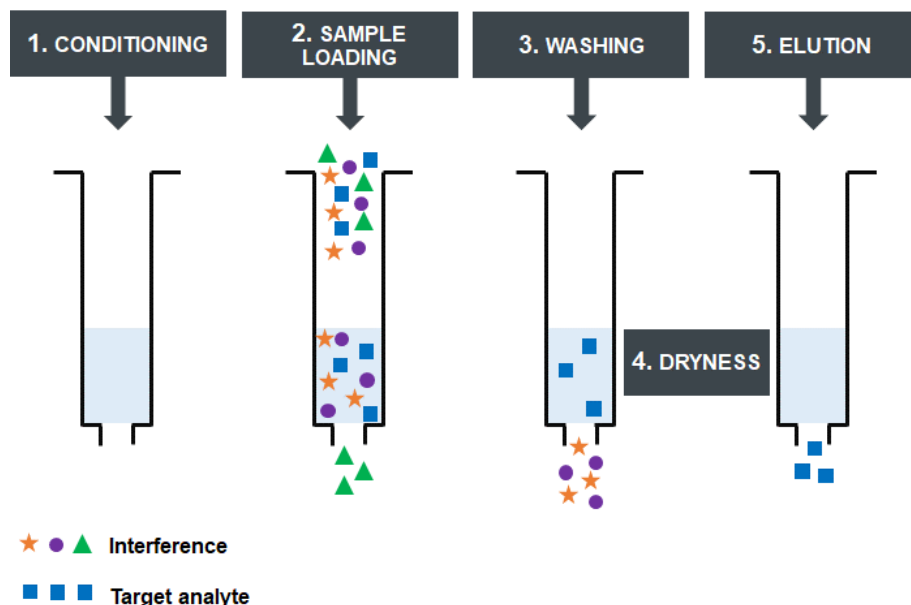 1. CONDITIONING
2. SAMPLE
LOADING
3. WASHING
5. ELUTION
4. DRYNESS
Interference
Target analyte